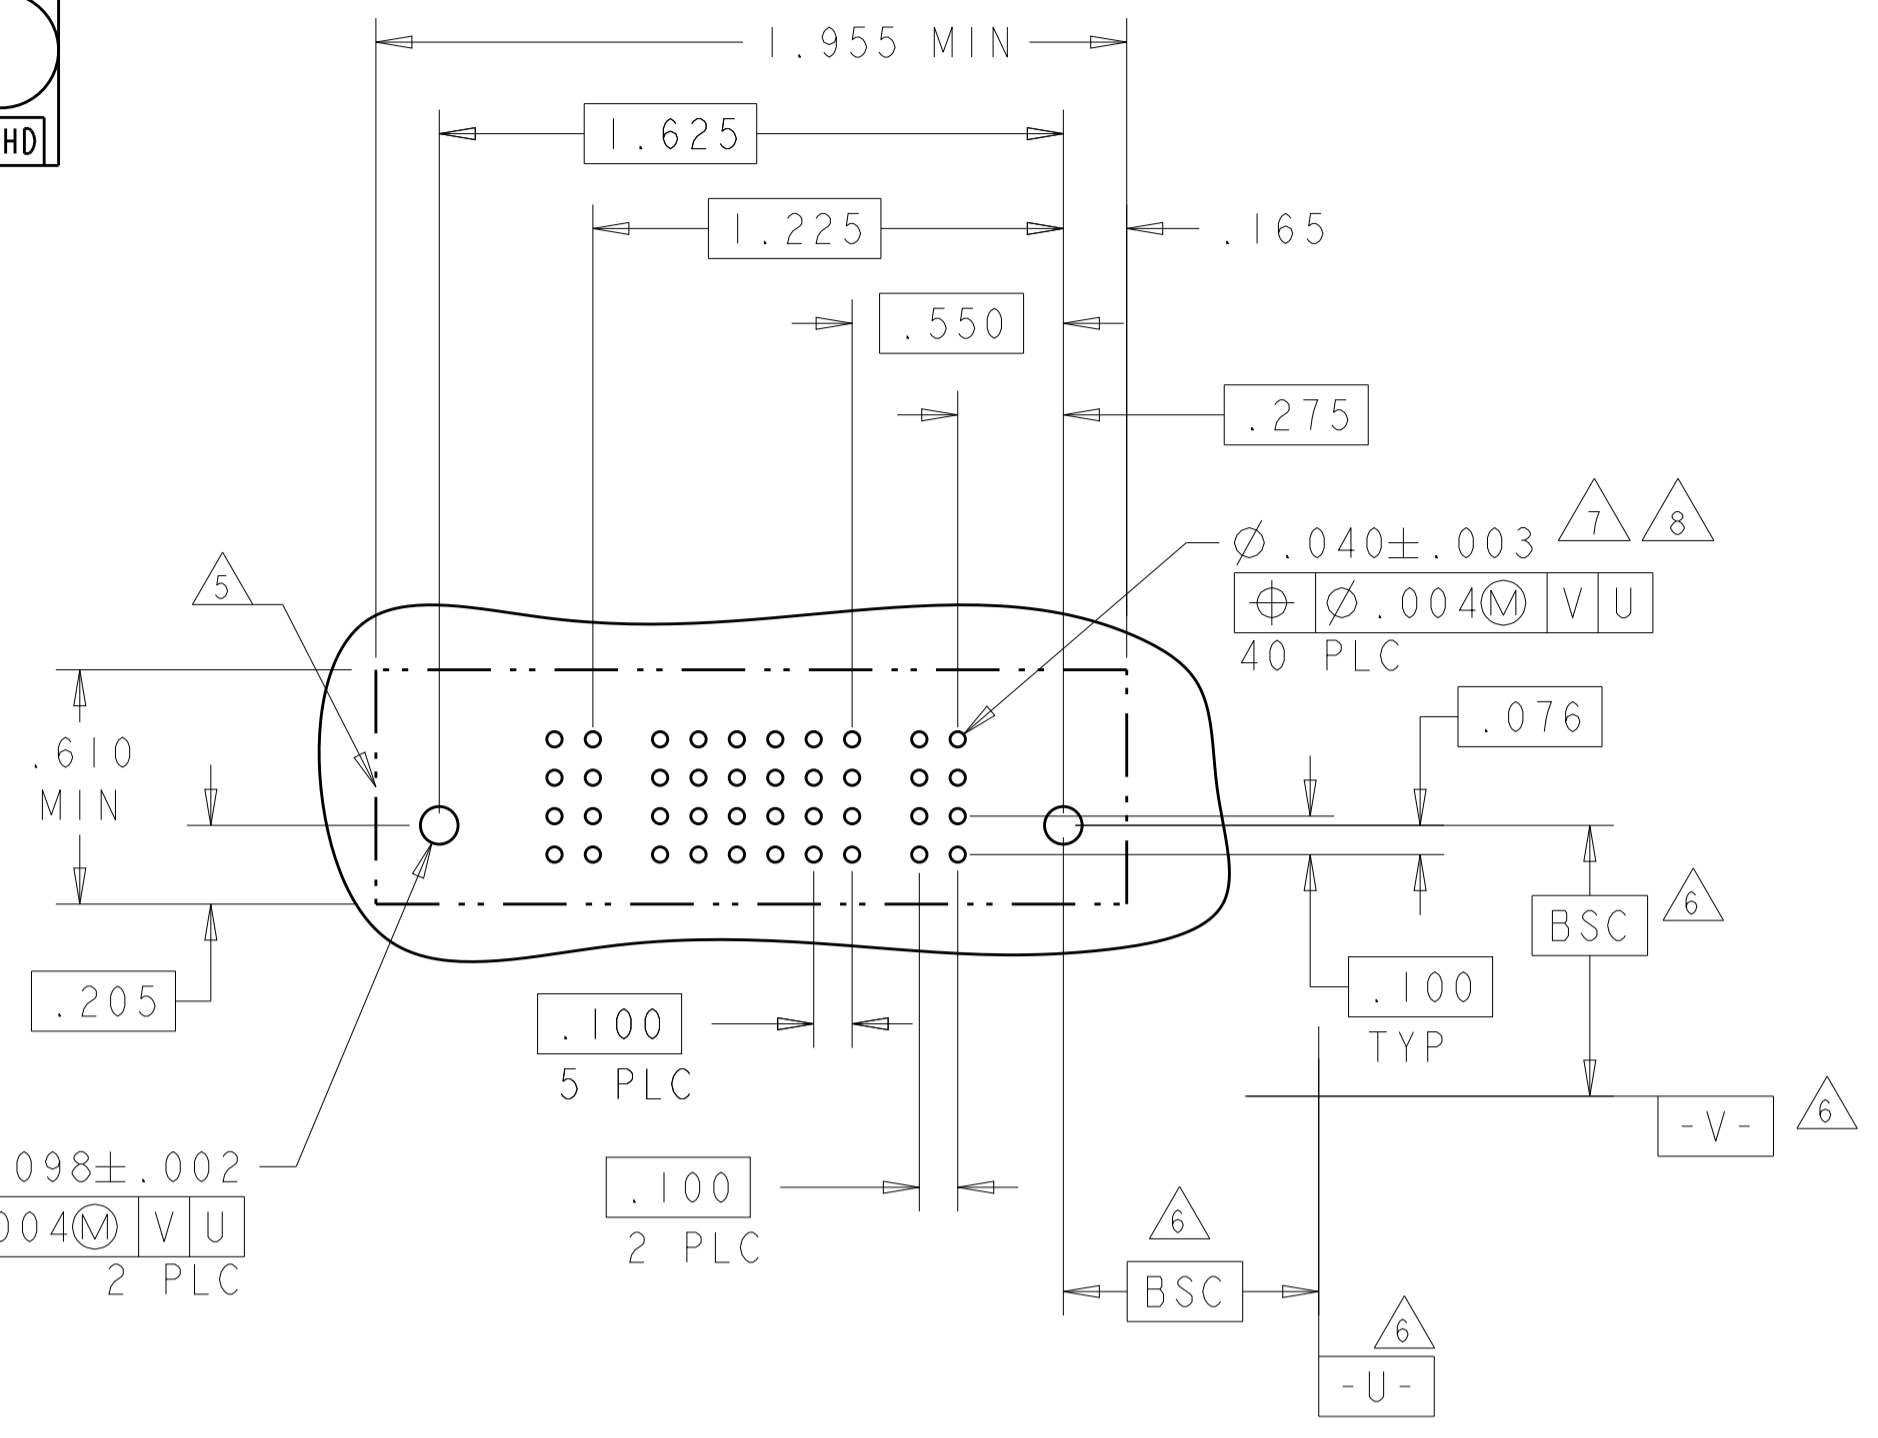 HD
1.955 MIN
1.625
1.225
.165
.550
.275
7
8
∅.040±.003
⌖ ∅.004Ⓜ V U
40 PLC
5
.076
.610
MIN
6
BSC
.205
.100
5 PLC
.100
TYP
-V-
6
098±.002
004Ⓜ V U
2 PLC
.100
2 PLC
6
BSC
6
-U-